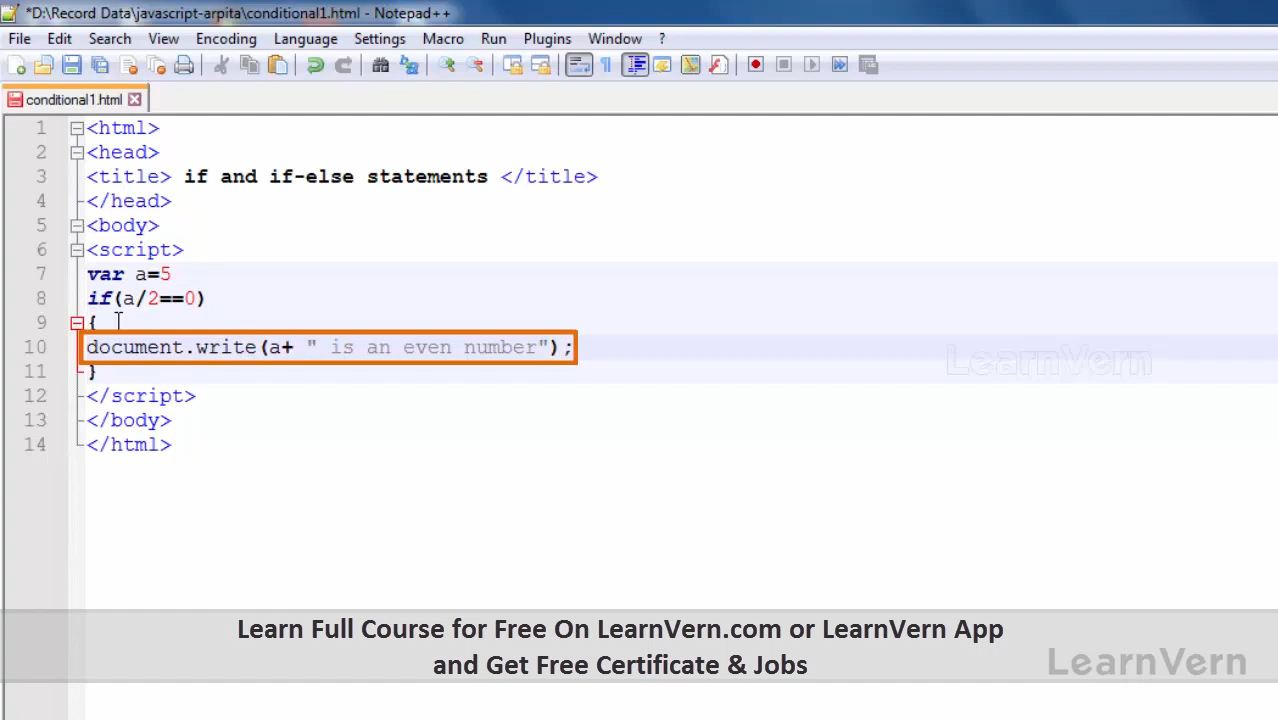 *D:\Record Data\javascript-arpita\conditional1.html - Notepad++
File Edit Search View Encoding Language Settings Macro Run Plugins Window ?
conditional1.html
1 <html>
2 <head>
3 <title> if and if-else statements </title>
4 </head>
5 <body>
6 <script>
7 var a=5
8 if(a/2==0)
9 {
10 document.write(a+ " is an even number");
11 }
12 </script>
13 </body>
14 </html>
LearnVern
Learn Full Course for Free On LearnVern.com or LearnVern App
and Get Free Certificate & Jobs
LearnVern